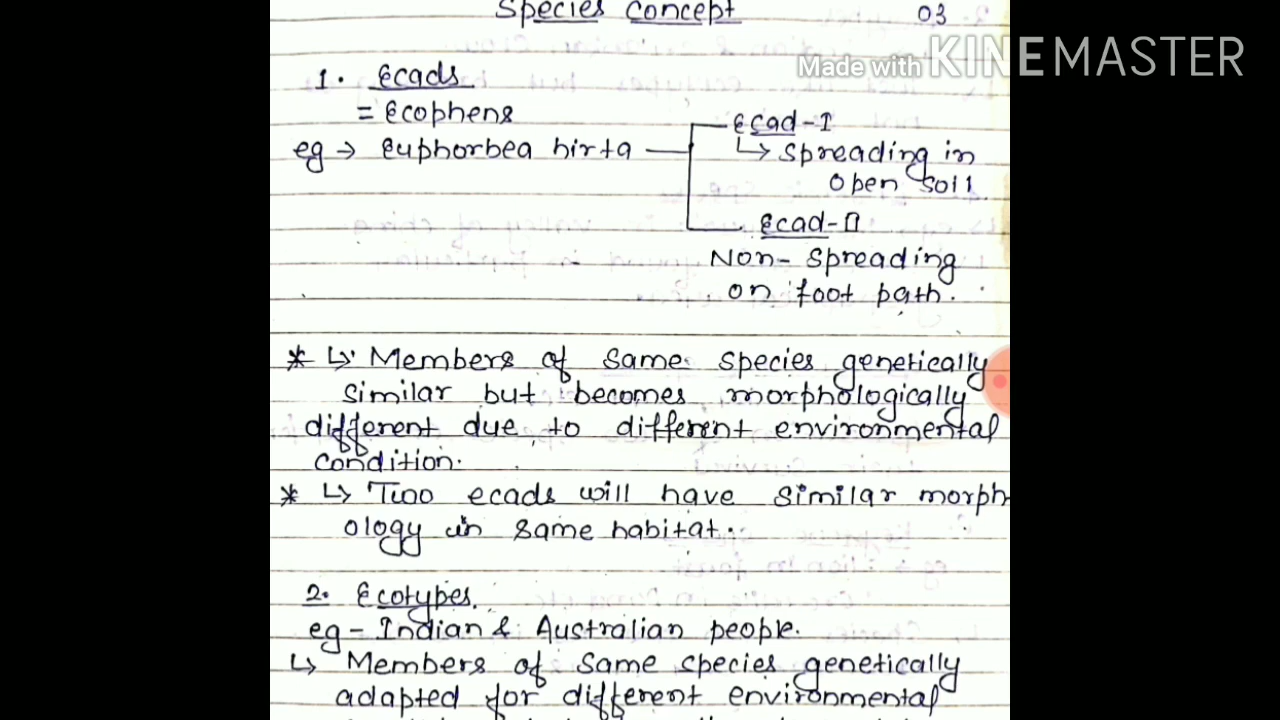 Species Concept 03
Made with KINEMASTER
1. Ecads
= Ecophens
eg → Euphorbea hirta
Ecad-I
↳ Spreading in
Open soil
Ecad-II
Non-Spreading
on foot path.
* ↳ Members of same species genetically
similar but becomes morphologically
different due to different environmental
condition.
* ↳ Two ecads will have similar morph
ology in same habitat.
2. Ecotypes.
eg - Indian & Australian people.
↳ Members of same species genetically
adapted for different environmental